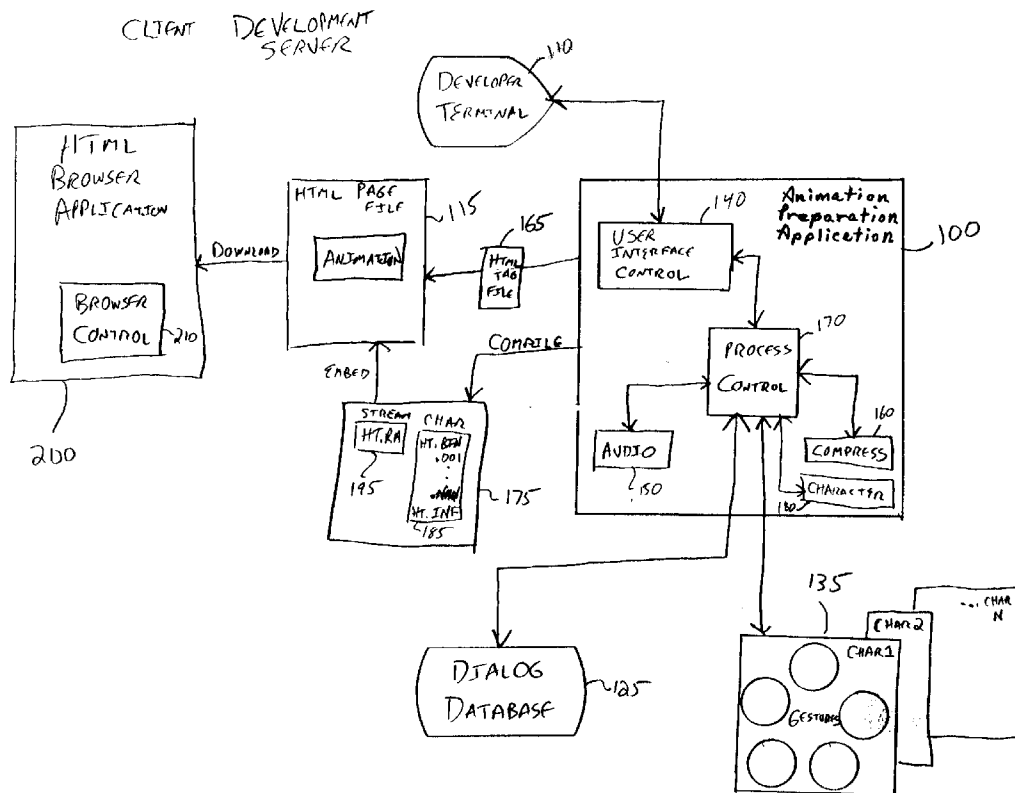 CLIENT DEVELOPMENT
SERVER
110
DEVELOPER
TERMINAL
HTML
BROWSER
APPLICATION
BROWSER
CONTROL
210
200
DOWNLOAD
HTML PAGE
FILE
115
ANIMATION
165
HTML
TAG
FILE
EMBED
COMPILE
STREAM
HT.RA
195
CHAR
HT.BIN
.001
.
.
.NNN
HT.INF
185
175
Animation
Preparation
Application
100
140
USER
INTERFACE
CONTROL
170
PROCESS
CONTROL
AUDIO
150
160
COMPRESS
CHARACTER
180
DIALOG
DATABASE
125
135
CHAR1
GESTURES
CHAR2
... CHAR
N